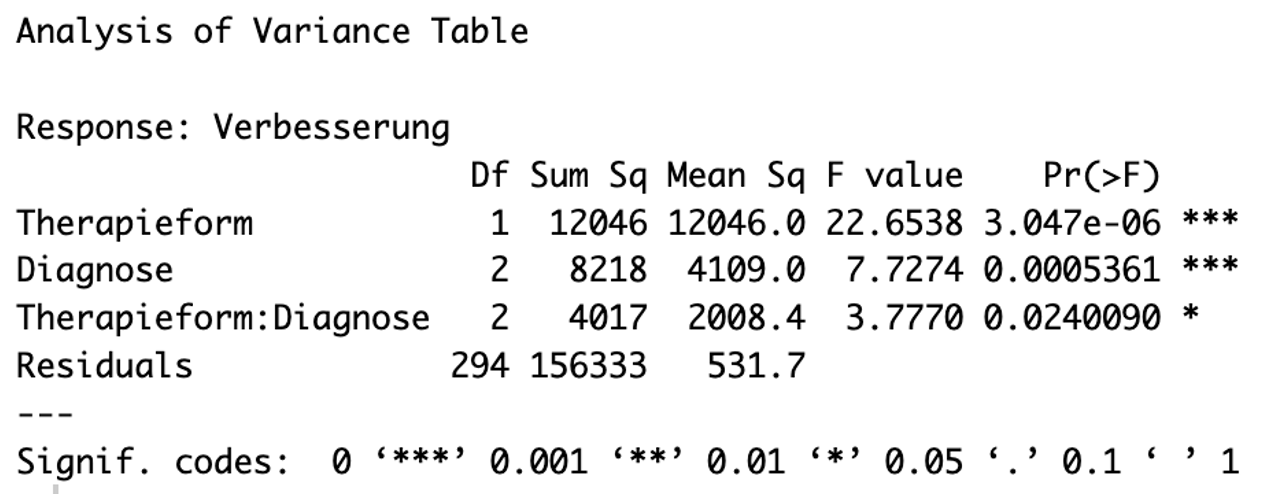 Analysis of Variance Table
Response: Verbesserung
Df Sum Sq Mean Sq F value Pr(>F)
Therapieform 1 12046 12046.0 22.6538 3.047e-06 ***
Diagnose 2 8218 4109.0 7.7274 0.0005361 ***
Therapieform:Diagnose 2 4017 2008.4 3.7770 0.0240090 *
Residuals 294 156333 531.7
---
Signif. codes: 0 ‘***’ 0.001 ‘**’ 0.01 ‘*’ 0.05 ‘.’ 0.1 ‘ ’ 1